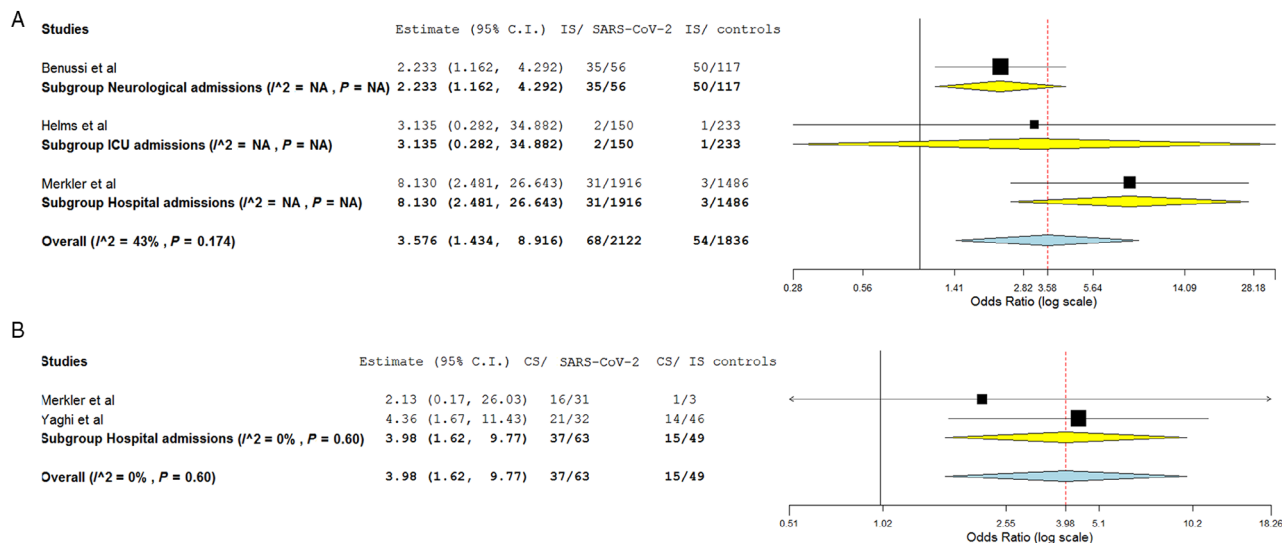 A
Studies Estimate (95% C.I.) IS/ SARS-CoV-2 IS/ controls
Benussi et al 2.233 (1.162, 4.292) 35/56 50/117
Subgroup Neurological admissions (I^2 = NA , P = NA) 2.233 (1.162, 4.292) 35/56 50/117
Helms et al 3.135 (0.282, 34.882) 2/150 1/233
Subgroup ICU admissions (I^2 = NA , P = NA) 3.135 (0.282, 34.882) 2/150 1/233
Merkler et al 8.130 (2.481, 26.643) 31/1916 3/1486
Subgroup Hospital admissions (I^2 = NA , P = NA) 8.130 (2.481, 26.643) 31/1916 3/1486
Overall (I^2 = 43% , P = 0.174) 3.576 (1.434, 8.916) 68/2122 54/1836
0.28 0.56 1.41 2.82 3.58 5.64 14.09 28.18
Odds Ratio (log scale)
B
Studies Estimate (95% C.I.) CS/ SARS-CoV-2 CS/ IS controls
Merkler et al 2.13 (0.17, 26.03) 16/31 1/3
Yaghi et al 4.36 (1.67, 11.43) 21/32 14/46
Subgroup Hospital admissions (I^2 = 0% , P = 0.60) 3.98 (1.62, 9.77) 37/63 15/49
Overall (I^2 = 0% , P = 0.60) 3.98 (1.62, 9.77) 37/63 15/49
0.51 1.02 2.55 3.98 5.1 10.2 18.26
Odds Ratio (log scale)